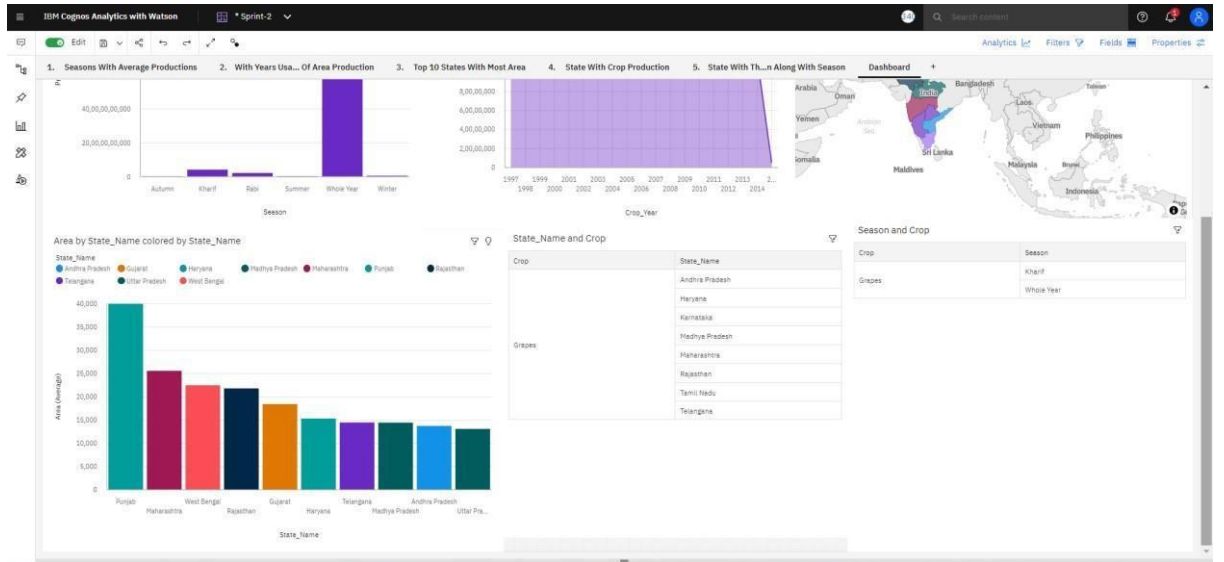 IBM Cognos Analytics with Watson
* Sprint-2
Search content
Edit
Analytics
Filters
Fields
Properties
1. Seasons With Average Productions
2. With Years Usa... Of Area Production
3. Top 10 States With Most Area
4. State With Crop Production
5. State With Th...n Along With Season
Dashboard
+
40,00,00,00,000
20,00,00,00,000
0
Autumn Kharif Rabi Summer Whole Year Winter
Season
8,00,00,000
6,00,00,000
4,00,00,000
2,00,00,000
0
1997 1999 2001 2003 2005 2007 2009 2011 2013 2...
1998 2000 2002 2004 2006 2008 2010 2012 2014
Crop_Year
Arabia
Oman
India
Bangladesh
Taiwan
Yemen
Arabian
Sea
Laos
Vietnam
Philippines
Somalia
Sri Lanka
Maldives
Malaysia
Brunei
Indonesia
Area by State_Name colored by State_Name
State_Name
Andhra Pradesh Gujarat Haryana Madhya Pradesh Maharashtra Punjab Rajasthan
Telangana Uttar Pradesh West Bengal
40,000
35,000
30,000
25,000
20,000
15,000
10,000
5,000
0
Area (Average)
Punjab West Bengal Gujarat Telangana Andhra Pradesh
Maharashtra Rajasthan Haryana Madhya Pradesh Uttar Pra...
State_Name
State_Name and Crop
Crop State_Name
Grapes
Andhra Pradesh
Haryana
Karnataka
Madhya Pradesh
Maharashtra
Rajasthan
Tamil Nadu
Telangana
Season and Crop
Crop Season
Grapes
Kharif
Whole Year